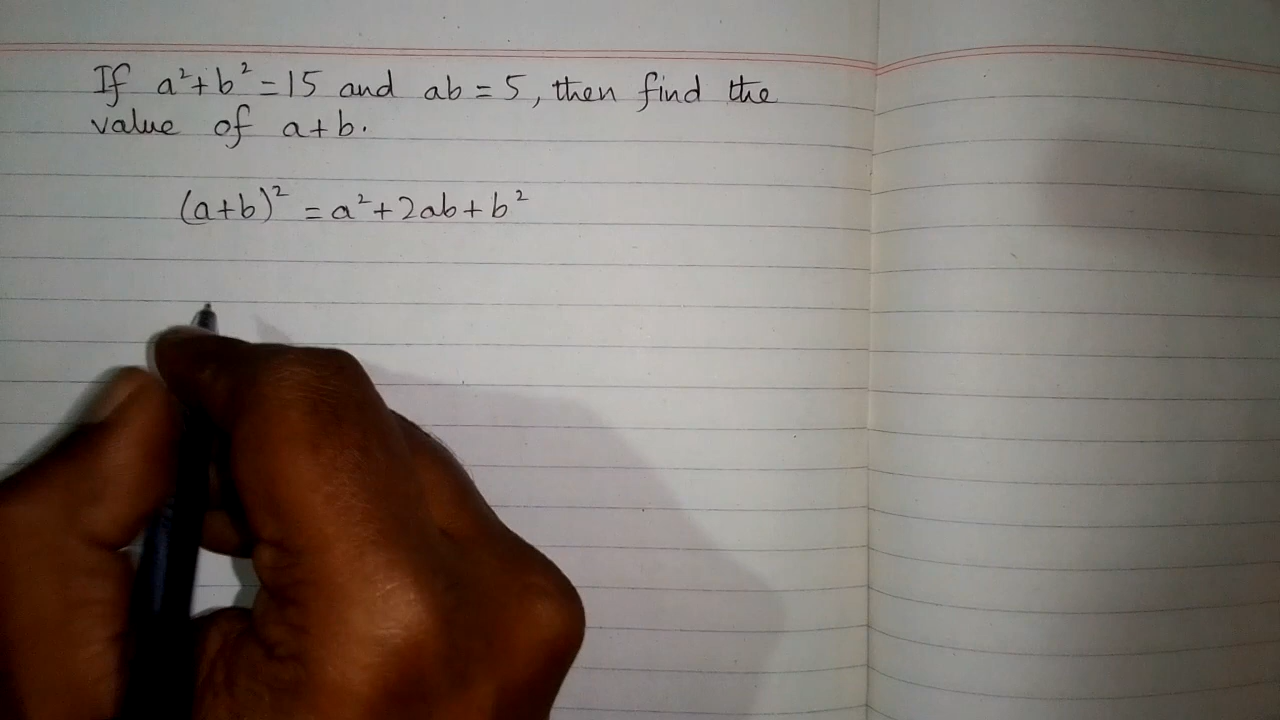 If a²+b²=15 and ab=5, then find the
value of a+b.
(a+b)² = a²+2ab+b²